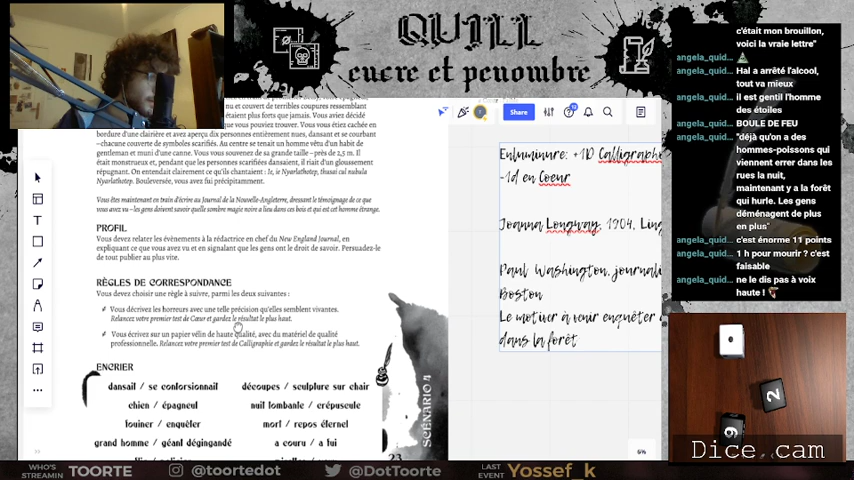 QUILL
encre et penombre
nu et couvert de terribles coupures ressemblant
étaient plus forts que jamais. Vous aviez décidé
que vous pouviez trouver. Vous vous étiez cachée en
bordure d'une clairière et avez aperçu dix personnes entièrement nues, dansant et se courbant
–chacune couverte de symboles scarifiés. Au centre se tenait un homme vêtu d'un habit de
gentleman et muni d'une canne. Debout vous vous souvenez de sa grande taille –près de 2,5 m. Il
était monstrueux et, pendant que les personnes scarifiées dansaient, il riait d'un gloussement
répugnant. On entendait clairement ce qu'ils chantaient :
Nyarlathotep. Bouleversée, vous avez fui précipitamment.
Vous êtes maintenant en train d'écrire au Journal de la Nouvelle-Angleterre, dressant le témoignage de ce que
vous avez vu –les gens doivent savoir quelle sombre magie noire a lieu dans ces bois et qui est cet homme étrange.
PROFIL
Vous devez relater les évènements à la rédactrice en chef du New England Journal, en
expliquant ce que vous avez vu et en signalant que les gens ont le droit de savoir. Persuadez-le
de tout publier au plus vite.
RÈGLES DE CORRESPONDANCE
Vous devez choisir une règle à suivre, parmi les deux suivantes :
Vous décrivez les horreurs avec une telle précision qu'elles semblent vivantes.
Relancez votre premier test de Cœur et gardez le résultat le plus haut.
Vous écrivez sur un papier vélin de haute qualité, avec du matériel de qualité
professionnelle. Relancez votre premier test de Calligraphie et gardez le résultat le plus haut.
ENCRIER
dansait / se contorsionnait
découpes / sculpture sur chair
chien / épagneul
nuit tombante / crépuscule
fouiner / enquêter
mort / repos éternel
grand homme / géant dégingandé
a couru / a fui
SCÉNARIO 4
23
Share
6%
Enluminure: +1D
-1d en Coeur
Joanna Longway, 1904,
Paul Washington,
Boston
Le motiver à venir enquêter
dans la forêt
c'était mon brouillon,
voici la vraie lettre"
angela_quid...
angela_quid... Hal a arrêté l'alcool,
tout va mieux
angela_quid... il est gentil l'homme
des étoiles
angela_quid... BOULE DE FEU
angela_quid... "déjà qu'on a des
hommes-poissons qui
viennent errer dans les
rues la nuit,
maintenant y a la forêt
qui hurle. Les gens
déménagent de plus
en plus"
angela_quid... c'est énorme 11 points
angela_quid... 1 h pour mourir ? c'est
faisable
angela_quid... ne le dis pas à voix
haute !
0
2
9
Dice.cam
WHO'S
STREAMIN
TOORTE
@toortedot
@DotToorte
LAST
EVENT
Yossef_k